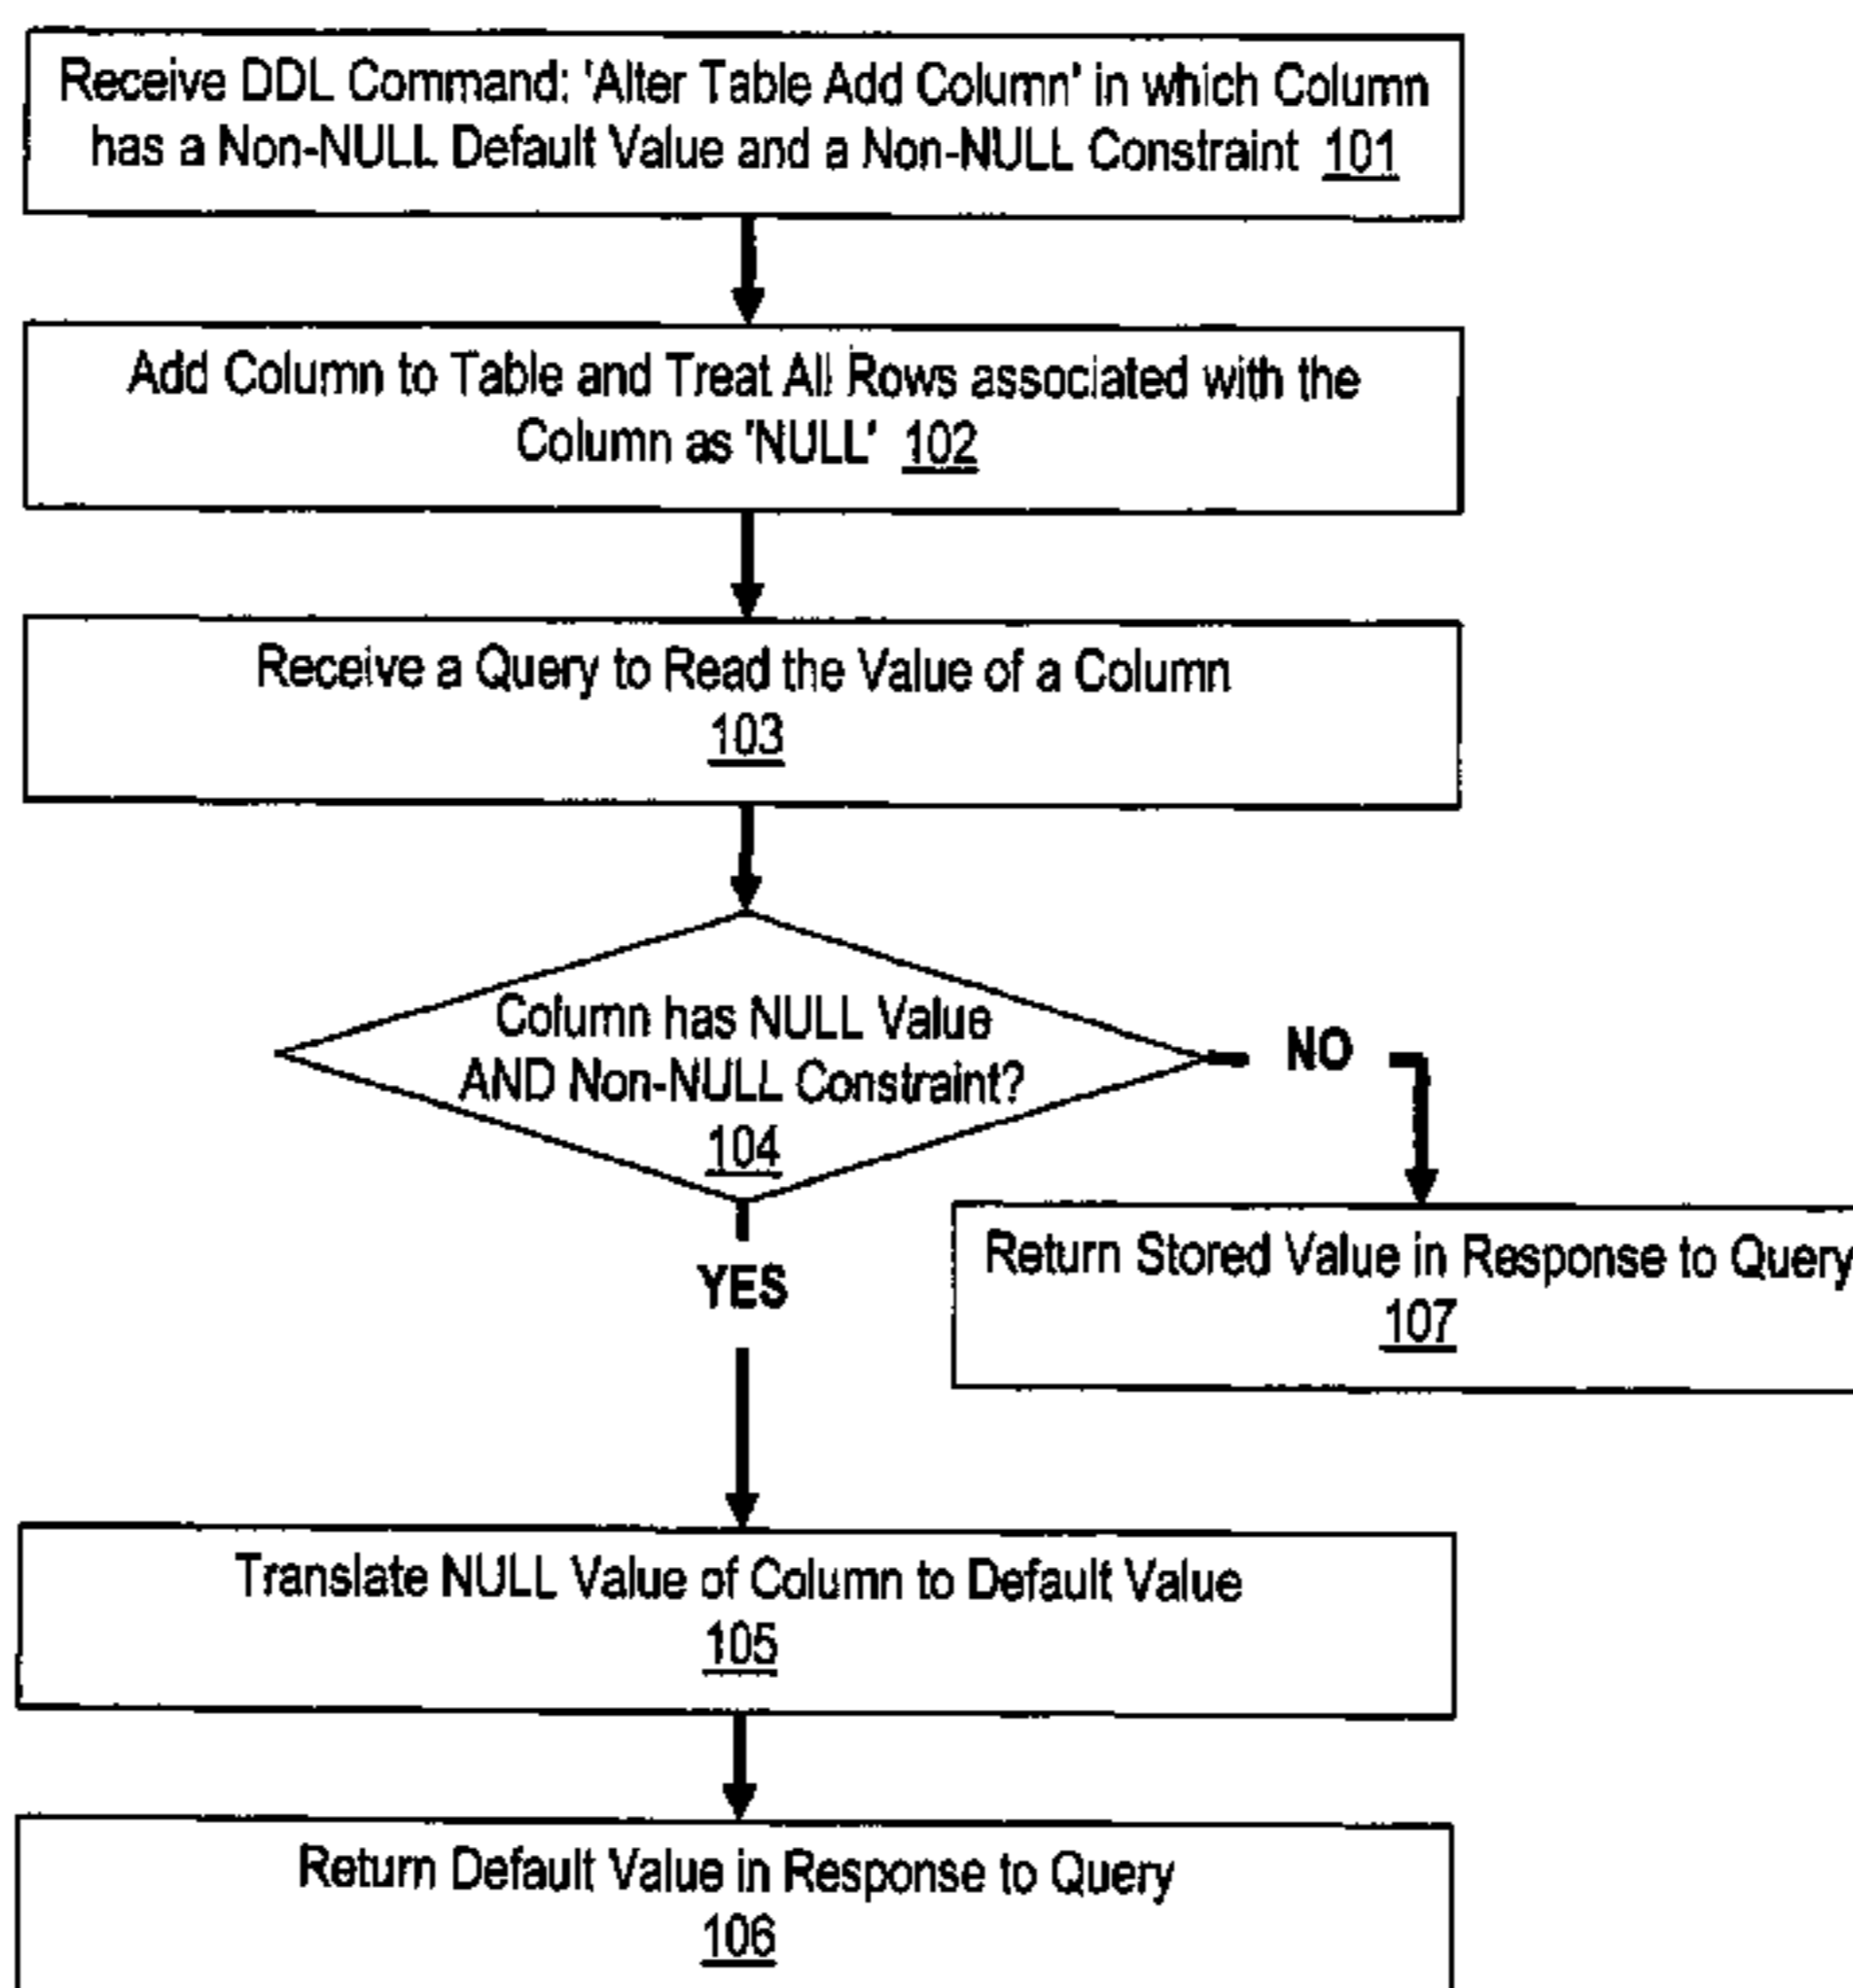 Receive DDL Command: 'Alter Table Add Column' in which Column
has a Non-NULL Default Value and a Non-NULL Constraint 101
Add Column to Table and Treat All Rows associated with the
Column as 'NULL' 102
Receive a Query to Read the Value of a Column
103
Column has NULL Value
AND Non-NULL Constraint?
104
NO
YES
Return Stored Value in Response to Query
107
Translate NULL Value of Column to Default Value
105
Return Default Value in Response to Query
106